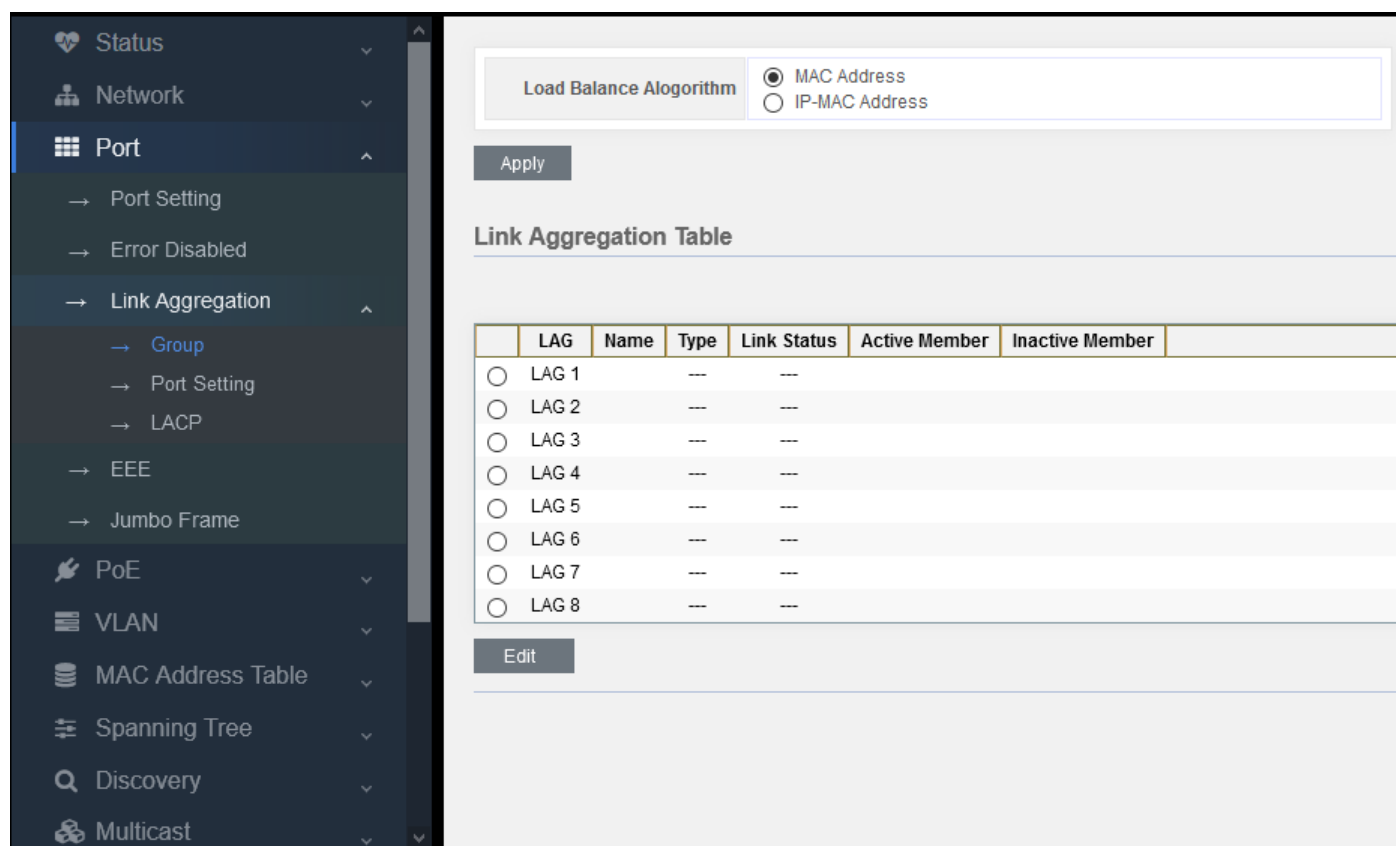 Status
Network
Port
→ Port Setting
→ Error Disabled
→ Link Aggregation
→ Group
→ Port Setting
→ LACP
→ EEE
→ Jumbo Frame
PoE
VLAN
MAC Address Table
Spanning Tree
Discovery
Multicast
Load Balance Alogorithm
MAC Address
IP-MAC Address
Apply
Link Aggregation Table
LAG Name Type Link Status Active Member Inactive Member
LAG 1 --- ---
LAG 2 --- ---
LAG 3 --- ---
LAG 4 --- ---
LAG 5 --- ---
LAG 6 --- ---
LAG 7 --- ---
LAG 8 --- ---
Edit